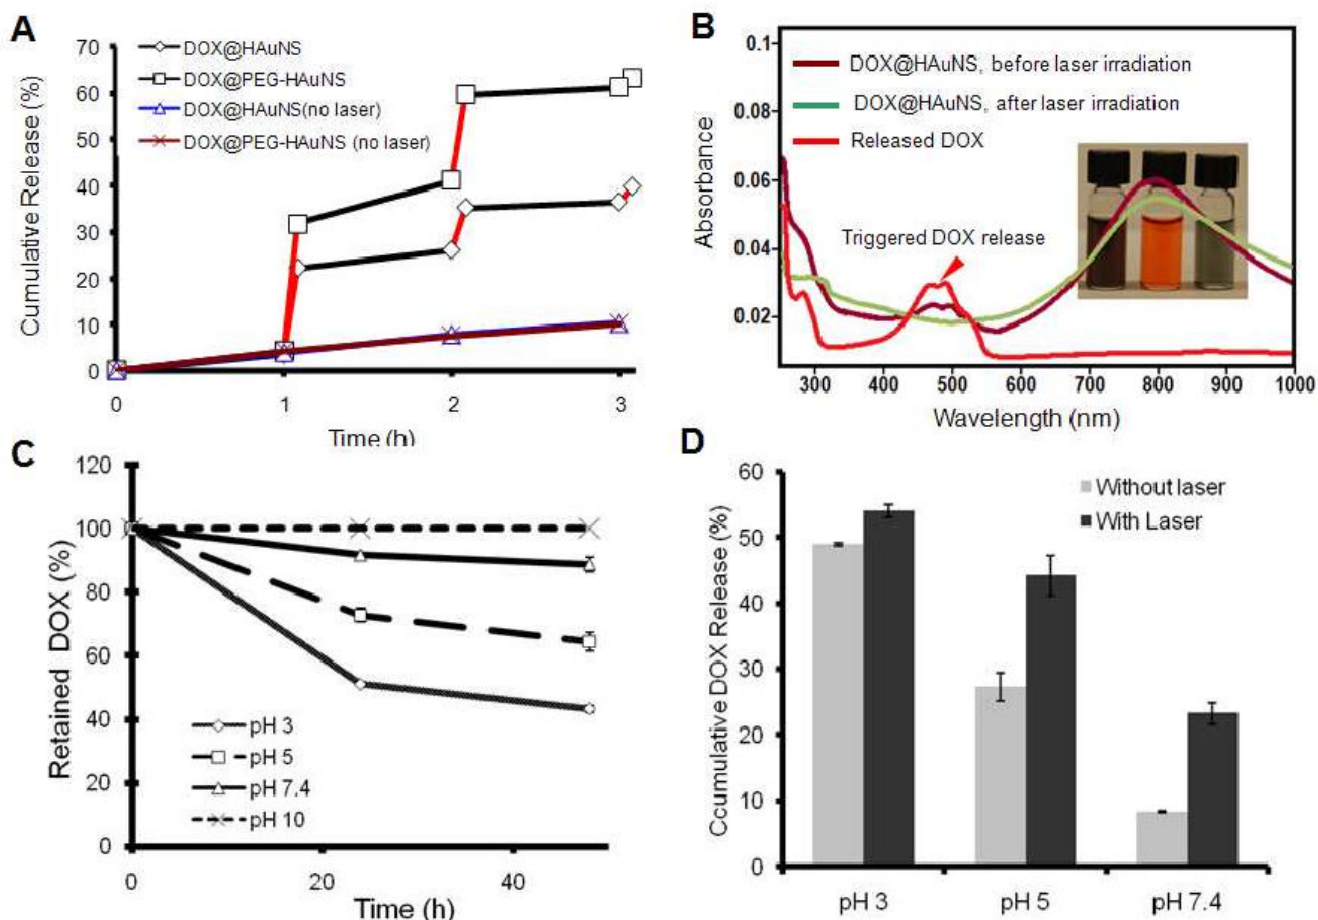 A
70
60
50
40
30
20
10
0
0 1 2 3
Cumulative Release (%)
Time (h)
DOX@HAuNS
DOX@PEG-HAuNS
DOX@HAuNS(no laser)
DOX@PEG-HAuNS (no laser)
B
0.1
0.08
0.06
0.04
0.02
300 400 500 600 700 800 900 1000
Absorbance
Wavelength (nm)
DOX@HAuNS, before laser irradiation
DOX@HAuNS, after laser irradiation
Released DOX
Triggered DOX release
C
120
100
80
60
40
20
0
0 20 40
Retained DOX (%)
Time (h)
pH 3
pH 5
pH 7.4
pH 10
D
60
50
40
30
20
10
0
Ccumulative DOX Release (%)
Without laser
With Laser
pH 3 pH 5 pH 7.4